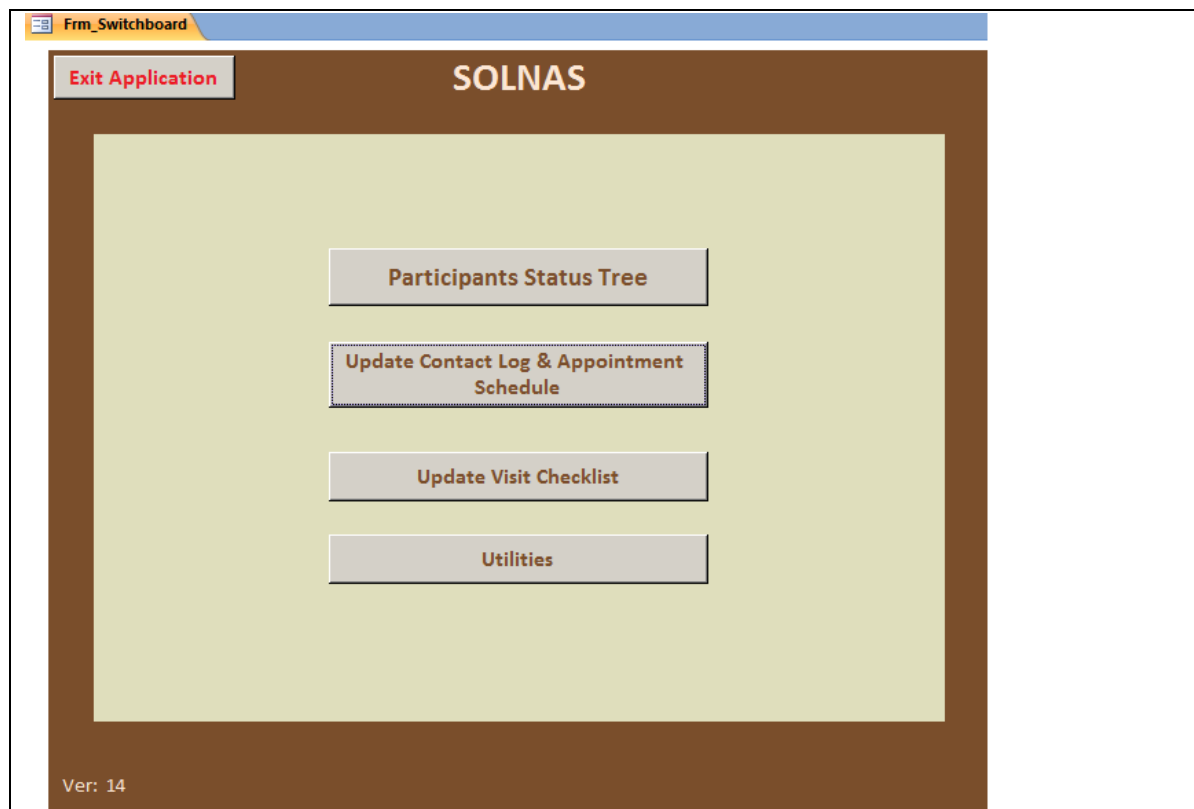 Frm_Switchboard
Exit Application
SOLNAS
Participants Status Tree
Update Contact Log & Appointment
Schedule
Update Visit Checklist
Utilities
Ver: 14